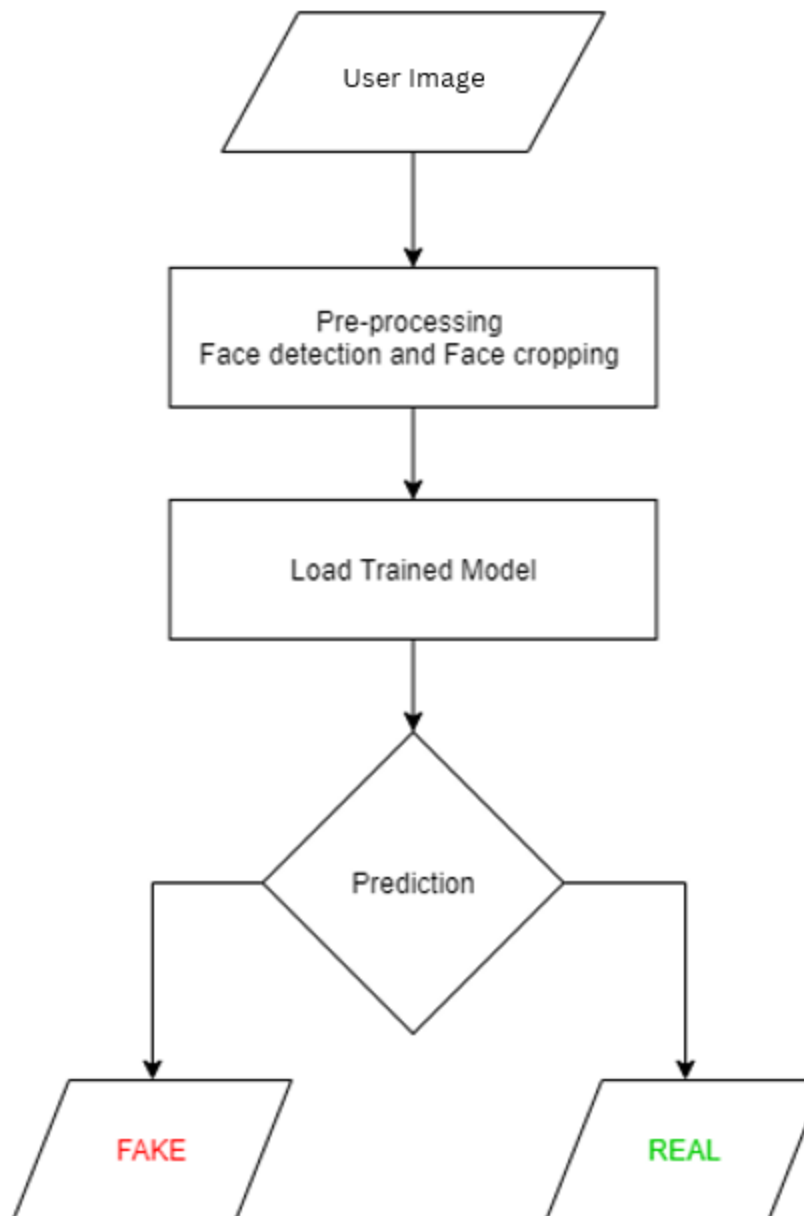 User Image
Pre-processing
Face detection and Face cropping
Load Trained Model
Prediction
FAKE
REAL